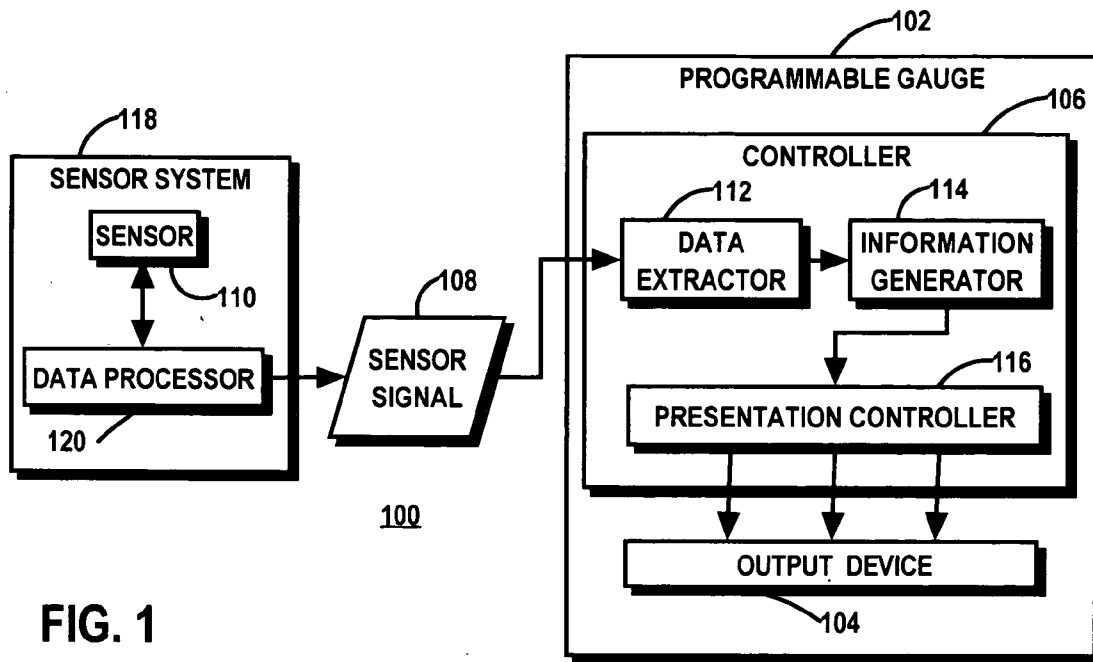 102
PROGRAMMABLE GAUGE
106
118
CONTROLLER
SENSOR SYSTEM
112
114
SENSOR
DATA
EXTRACTOR
INFORMATION
GENERATOR
110
108
SENSOR
SIGNAL
116
DATA PROCESSOR
PRESENTATION CONTROLLER
120
100
OUTPUT DEVICE
104
FIG. 1